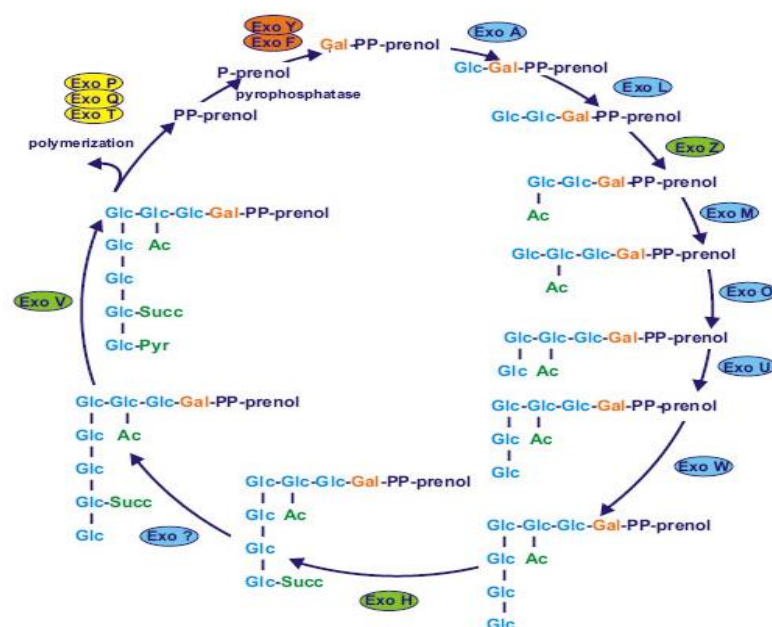 Exo Y
Exo F
Gal-PP-prenol
Exo A
Glc-Gal-PP-prenol
Exo L
Glc-Glc-Gal-PP-prenol
Exo Z
Glc-Glc-Gal-PP-prenol
Ac
Exo M
Glc-Glc-Glc-Gal-PP-prenol
Ac
Exo O
Glc-Glc-Glc-Gal-PP-prenol
Glc Ac
Exo U
Glc-Glc-Glc-Gal-PP-prenol
Glc Ac
Glc
Exo W
Glc-Glc-Glc-Gal-PP-prenol
Glc Ac
Glc
Glc
Exo H
Glc-Glc-Glc-Gal-PP-prenol
Glc Ac
Glc
Glc-Succ
Exo ?
Glc-Glc-Glc-Gal-PP-prenol
Glc Ac
Glc
Glc-Succ
Glc
Exo V
Glc-Glc-Glc-Gal-PP-prenol
Glc Ac
Glc
Glc-Succ
Glc-Pyr
polymerization
Exo P
Exo Q
Exo T
PP-prenol
pyrophosphatase
P-prenol